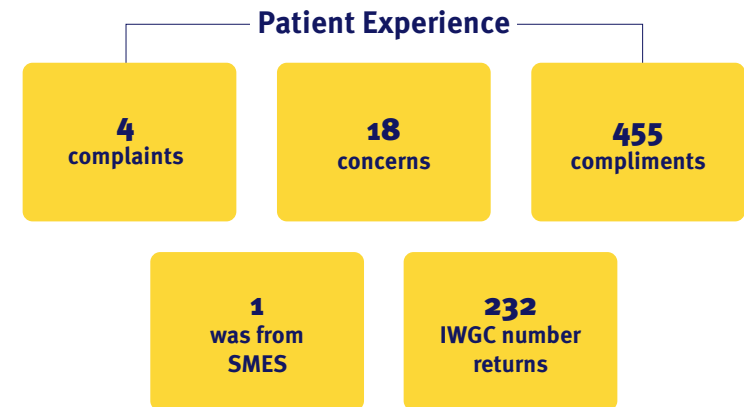 Patient Experience
4
complaints
18
concerns
455
compliments
1
was from
SMES
232
IWGC number
returns